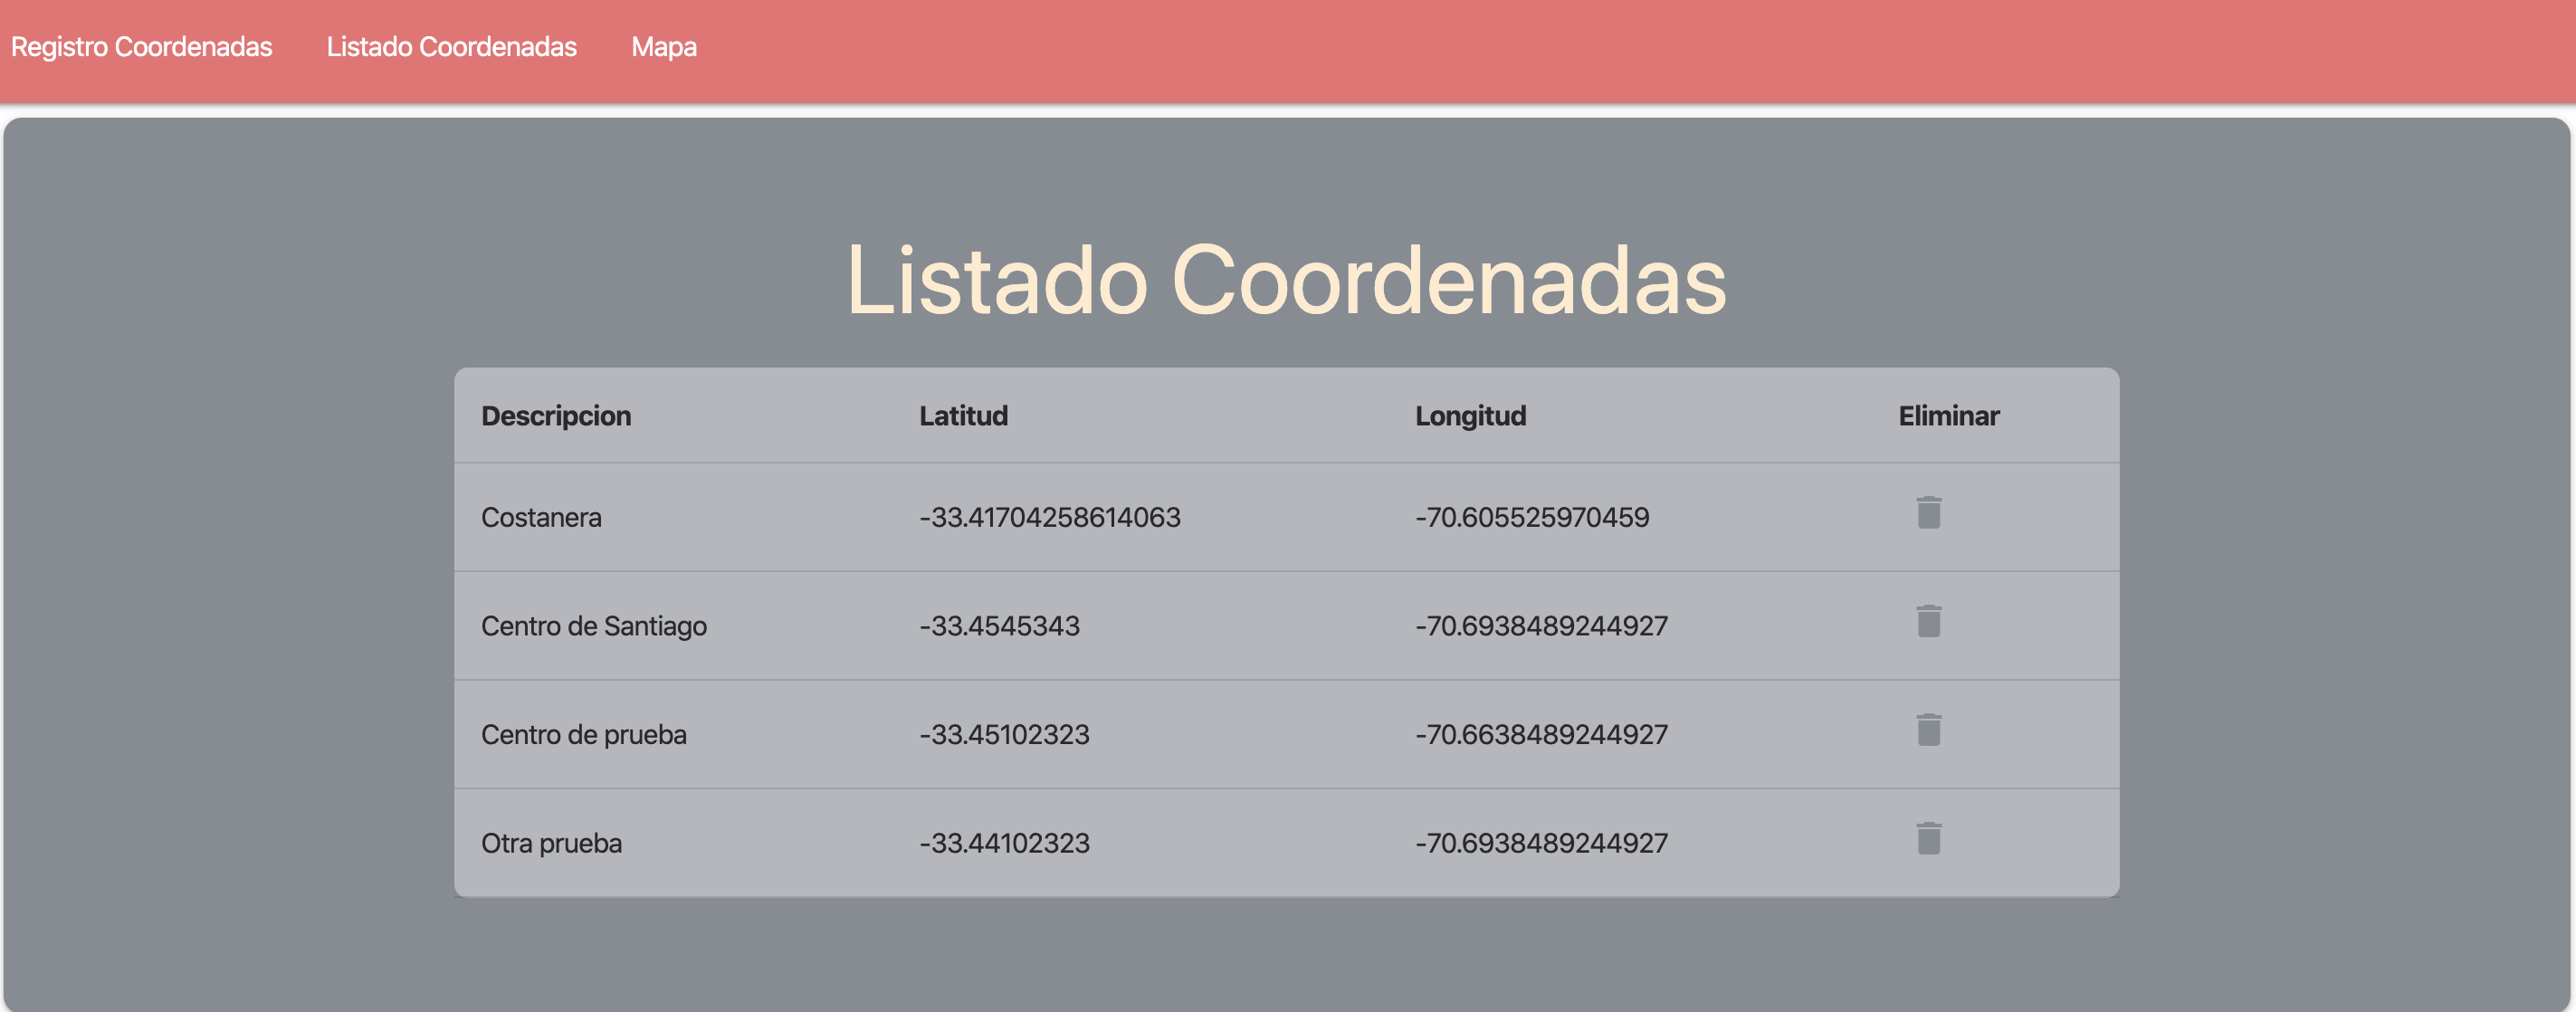 Registro Coordenadas Listado Coordenadas Mapa
Listado Coordenadas
Descripcion Latitud Longitud Eliminar
Costanera -33.41704258614063 -70.605525970459
Centro de Santiago -33.4545343 -70.6938489244927
Centro de prueba -33.45102323 -70.6638489244927
Otra prueba -33.44102323 -70.6938489244927